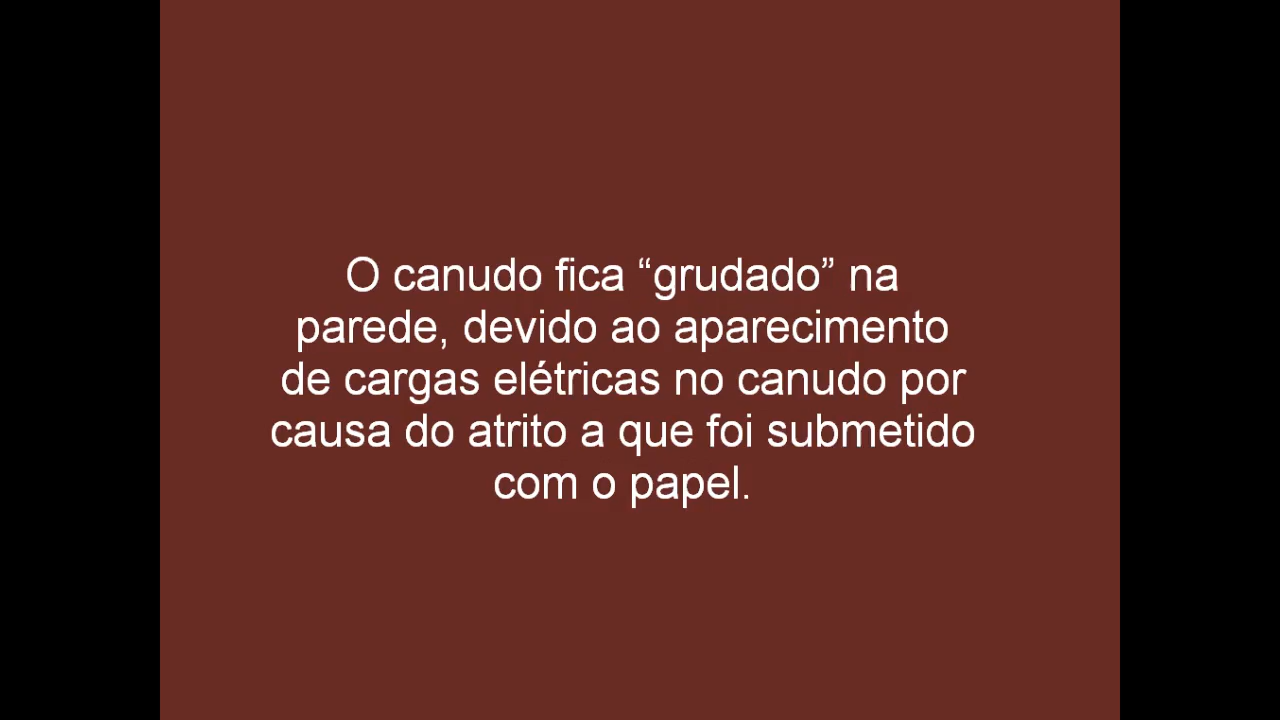 O canudo fica “grudado” na
parede, devido ao aparecimento
de cargas elétricas no canudo por
causa do atrito a que foi submetido
com o papel.